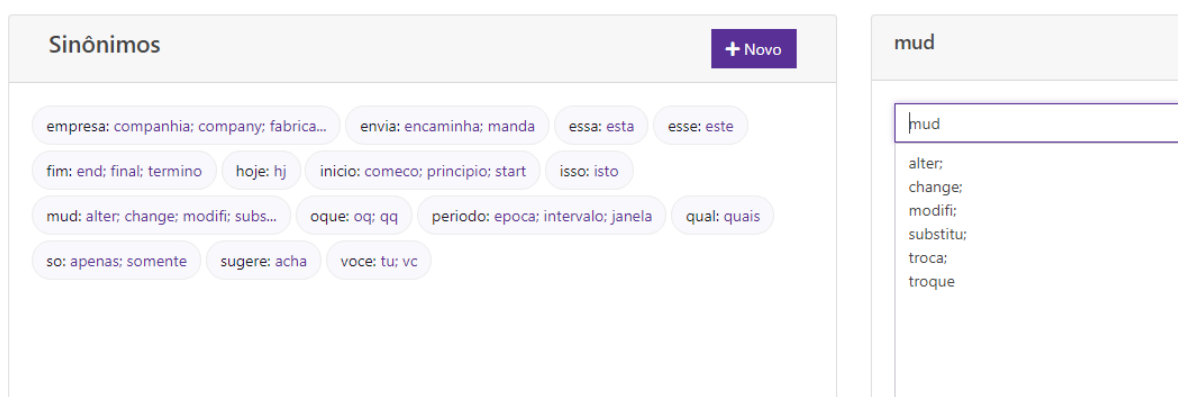 Sinônimos
+ Novo
empresa: companhia; company; fabrica...
envia: encaminha; manda
essa: esta
esse: este
fim: end; final; termino
hoje: hj
inicio: comeco; principio; start
isso: isto
mud: alter; change; modifi; subs...
oque: oq; qq
periodo: epoca; intervalo; janela
qual: quais
so: apenas; somente
sugere: acha
voce: tu; vc
mud
mud
alter;
change;
modifi;
substitu;
troca;
troque